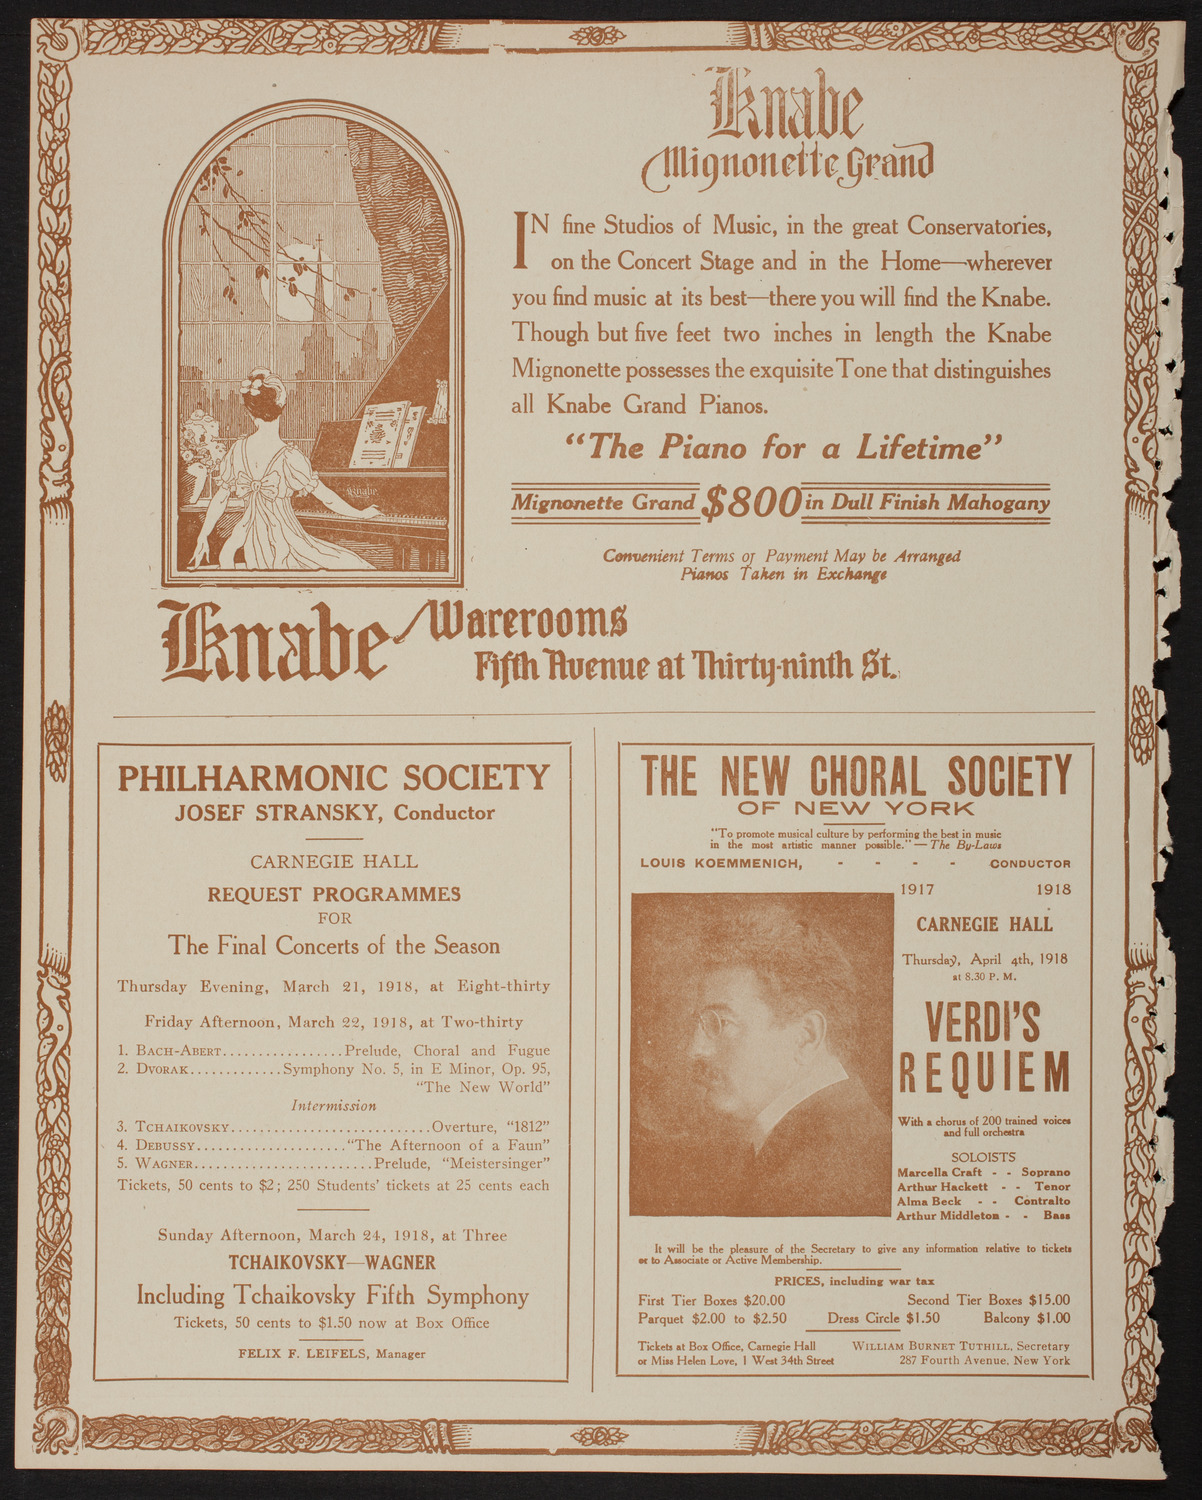 Knabe
Mignonette Grand
IN fine Studios of Music, in the great Conservatories,
on the Concert Stage and in the Home—wherever
you find music at its best—there you will find the Knabe.
Though but five feet two inches in length the Knabe
Mignonette possesses the exquisite Tone that distinguishes
all Knabe Grand Pianos.
"The Piano for a Lifetime"
Mignonette Grand $800 in Dull Finish Mahogany
Convenient Terms of Payment May be Arranged
Pianos Taken in Exchange
Knabe
Knabe Warerooms
Fifth Avenue at Thirty-ninth St.
PHILHARMONIC SOCIETY
JOSEF STRANSKY, Conductor
CARNEGIE HALL
REQUEST PROGRAMMES
FOR
The Final Concerts of the Season
Thursday Evening, March 21, 1918, at Eight-thirty
Friday Afternoon, March 22, 1918, at Two-thirty
1. BACH-ABERT.................Prelude, Choral and Fugue
2. DVORAK.............Symphony No. 5, in E Minor, Op. 95,
"The New World"
Intermission
3. TCHAIKOVSKY............................Overture, "1812"
4. DEBUSSY.....................“The Afternoon of a Faun”
5. WAGNER.........................Prelude, "Meistersinger"
Tickets, 50 cents to $2; 250 Students' tickets at 25 cents each
Sunday Afternoon, March 24, 1918, at Three
TCHAIKOVSKY—WAGNER
Including Tchaikovsky Fifth Symphony
Tickets, 50 cents to $1.50 now at Box Office
FELIX F. LEIFELS, Manager
THE NEW CHORAL SOCIETY
OF NEW YORK
"To promote musical culture by performing the best in music
in the most artistic manner possible." — The By-Laws
LOUIS KOEMMENICH, - - - - CONDUCTOR
1917 1918
CARNEGIE HALL
Thursday, April 4th, 1918
at 8.30 P. M.
VERDI'S
REQUIEM
With a chorus of 200 trained voices
and full orchestra
SOLOISTS
Marcella Craft - - Soprano
Arthur Hackett - - Tenor
Alma Beck - - Contralto
Arthur Middleton - - Bass
It will be the pleasure of the Secretary to give any information relative to tickets
or to Associate or Active Membership.
PRICES, including war tax
First Tier Boxes $20.00 Second Tier Boxes $15.00
Parquet $2.00 to $2.50 Dress Circle $1.50 Balcony $1.00
Tickets at Box Office, Carnegie Hall WILLIAM BURNET TUTHILL, Secretary
or Miss Helen Love, 1 West 34th Street 287 Fourth Avenue, New York